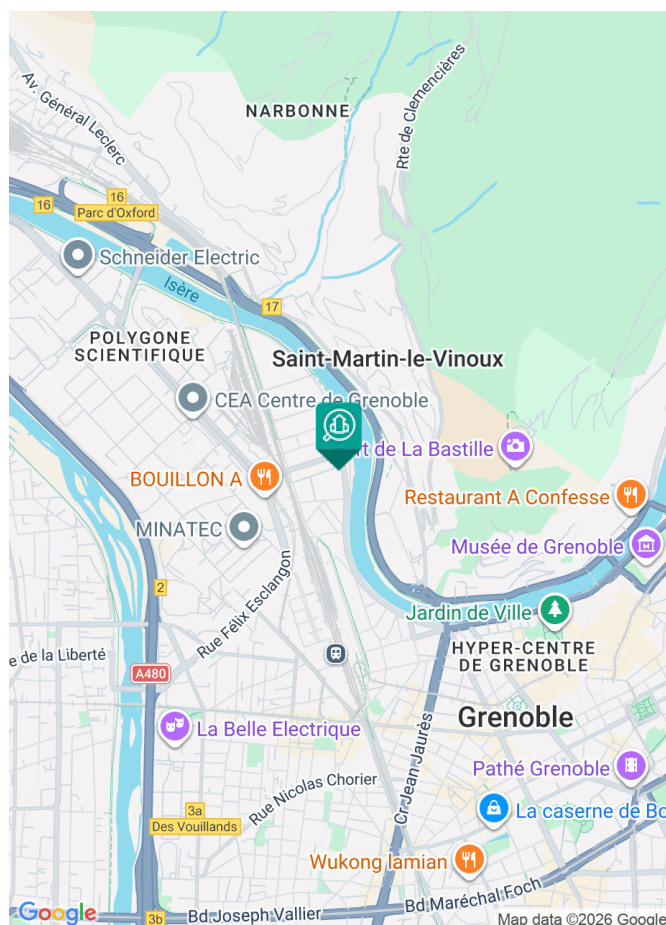 NARBONNE
Av. Général Leclerc
Rte de Clemencières
16
16
Parc d'Oxford
Schneider Electric
Isère
17
POLYGONE
SCIENTIFIQUE
Saint-Martin-le-Vinoux
CEA Centre de Grenoble
rt de La Bastille
BOUILLON A
Restaurant A Confesse
MINATEC
Musée de Grenoble
2
Rue Félix Esclangon
Jardin de Ville
e de la Liberté
HYPER-CENTRE
DE GRENOBLE
A480
Grenoble
La Belle Electrique
Cr Jean Jaurès
Pathé Grenoble
Rue Nicolas Chorier
3a
Des Vouillands
La caserne de Bo
Wukong lamian
Bd Maréchal Foch
Google
3b
Bd Joseph Vallier
Map data ©2026 Google